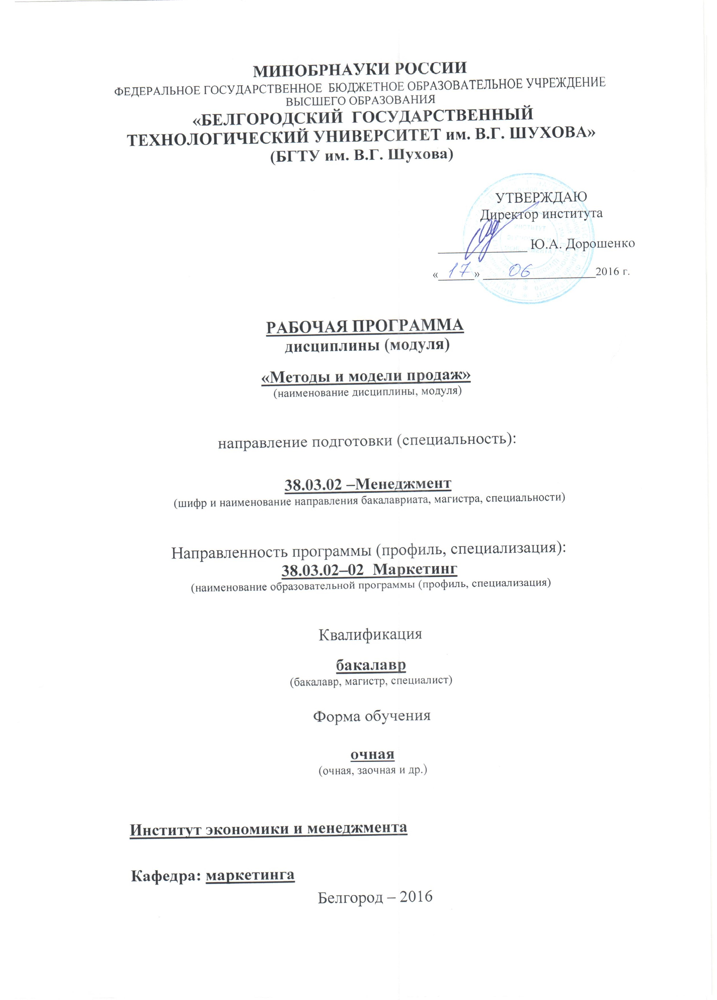 МИНОБРНАУКИ РОССИИ
ФЕДЕРАЛЬНОЕ ГОСУДАРСТВЕННОЕ БЮДЖЕТНОЕ ОБРАЗОВАТЕЛЬНОЕ УЧРЕЖДЕНИЕ
ВЫСШЕГО ОБРАЗОВАНИЯ
«БЕЛГОРОДСКИЙ ГОСУДАРСТВЕННЫЙ
ТЕХНОЛОГИЧЕСКИЙ УНИВЕРСИТЕТ им. В.Г. ШУХОВА»
(БГТУ им. В.Г. Шухова)
УТВЕРЖДАЮ
Директор института
Ю.А. Дорошенко
«17» 06 2016 г.
ИНСТИТУТ
РАБОЧАЯ ПРОГРАММА
дисциплины (модуля)
«Методы и модели продаж»
(наименование дисциплины, модуля)
направление подготовки (специальность):
38.03.02 –Менеджмент
(шифр и наименование направления бакалавриата, магистра, специальности)
Направленность программы (профиль, специализация):
38.03.02–02 Маркетинг
(наименование образовательной программы (профиль, специализация)
Квалификация
бакалавр
(бакалавр, магистр, специалист)
Форма обучения
очная
(очная, заочная и др.)
Институт экономики и менеджмента
Кафедра: маркетинга
Белгород – 2016